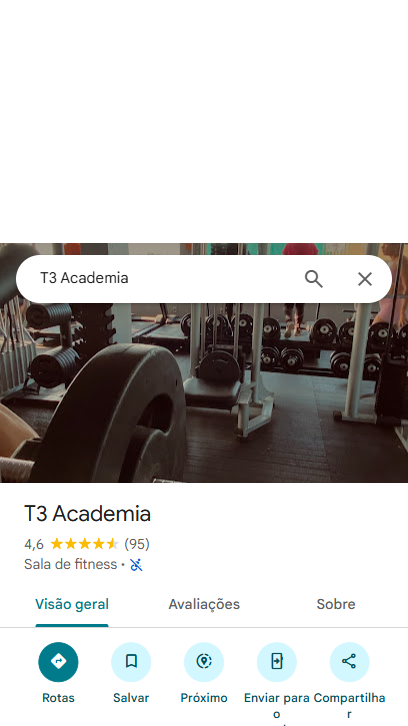 T3 Academia
T3 Academia
4,6 (95)
Sala de fitness ·
Visão geral Avaliações Sobre
Rotas Salvar Próximo Enviar para o Compartilhar